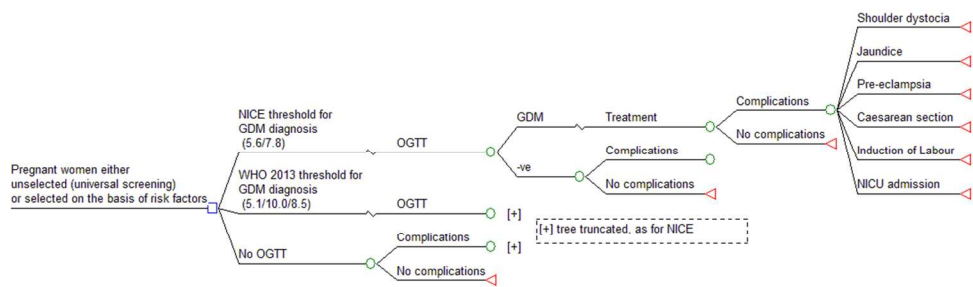 Shoulder dystocia
Jaundice
Pre-eclampsia
Caesarean section
Induction of Labour
NICU admission
Complications
No complications
GDM
Treatment
-ve
Complications
No complications
NICE threshold for
GDM diagnosis
(5.6/7.8)
OGTT
Pregnant women either
unselected (universal screening)
or selected on the basis of risk factors
WHO 2013 threshold for
GDM diagnosis
(5.1/10.0/8.5)
OGTT
[+]
[+] tree truncated, as for NICE
No OGTT
Complications
[+]
No complications